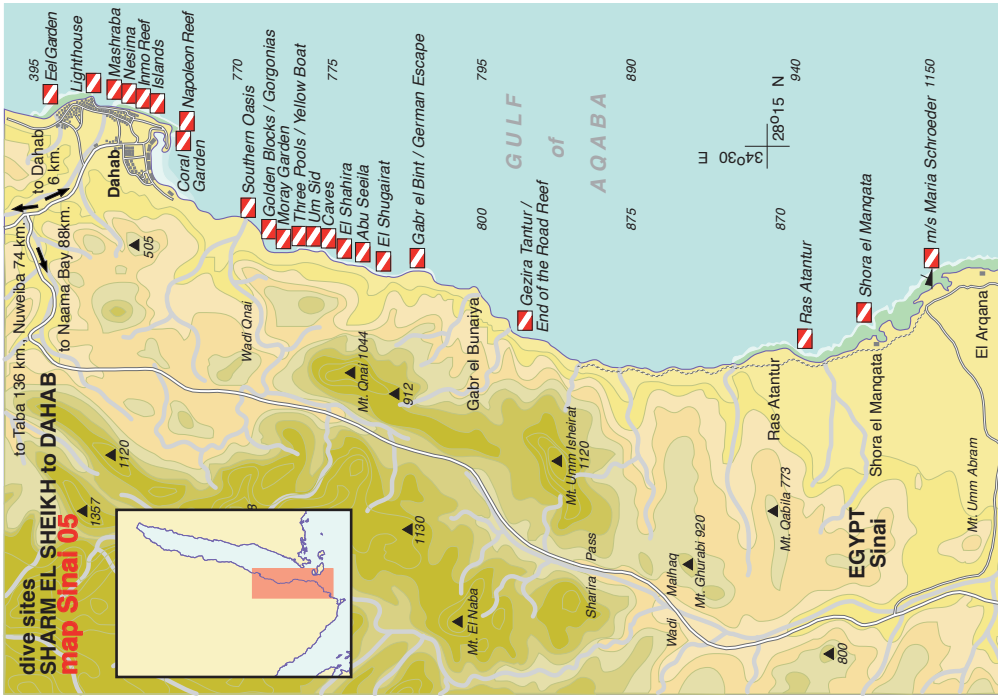 dive sites
SHARM EL SHEIKH to DAHAB
map Sinai 05
to Taba 136 km., Nuweiba 74 km.
to Naama Bay 88km.
to Dahab
6 km.
Dahab
395
Eel Garden
Lighthouse
Mashraba
Nesima
Inmo Reef
Islands
Napoleon Reef
Coral
Garden
770
Southern Oasis
Golden Blocks / Gorgonias
Moray Garden
Three Pools / Yellow Boat
Um Sid
Caves
El Shahira
Abu Seeila
El Shugairat
Gabr el Bint / German Escape
775
795
800
890
875
940
870
1150
Gezira Tantur /
End of the Road Reef
Ras Atantur
Shora el Manqata
m/s Maria Schroeder
GULF
of
AQABA
34º30 E
28º15 N
505
1120
1357
Wadi Qnai
Mt. Qnai 1044
912
1130
Mt. El Naba
Gabr el Bunaiya
Mt. Umm Isheirat
1120
Sharira Pass
Wadi Malhaq
Mt. Ghurabi 920
Ras Atantur
Mt. Qabila 773
800
EGYPT
Sinai
Shora el Manqata
Mt. Umm Abram
El Arqana